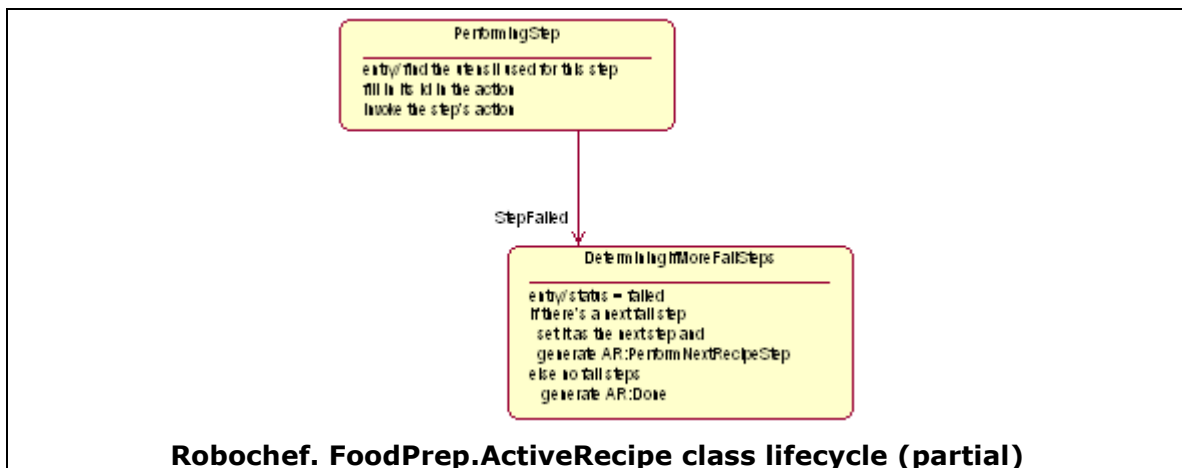 PerformingStep
entry/ find the utensil used for this step
fill in its id in the action
invoke the step's action
StepFailed
DeterminingIfMoreFailSteps
entry/ status = failed
if there's a next fail step
set it as the next step and
generate AR:PerformNextRecipeStep
else no fail steps
generate AR:Done
Robochef. FoodPrep.ActiveRecipe class lifecycle (partial)